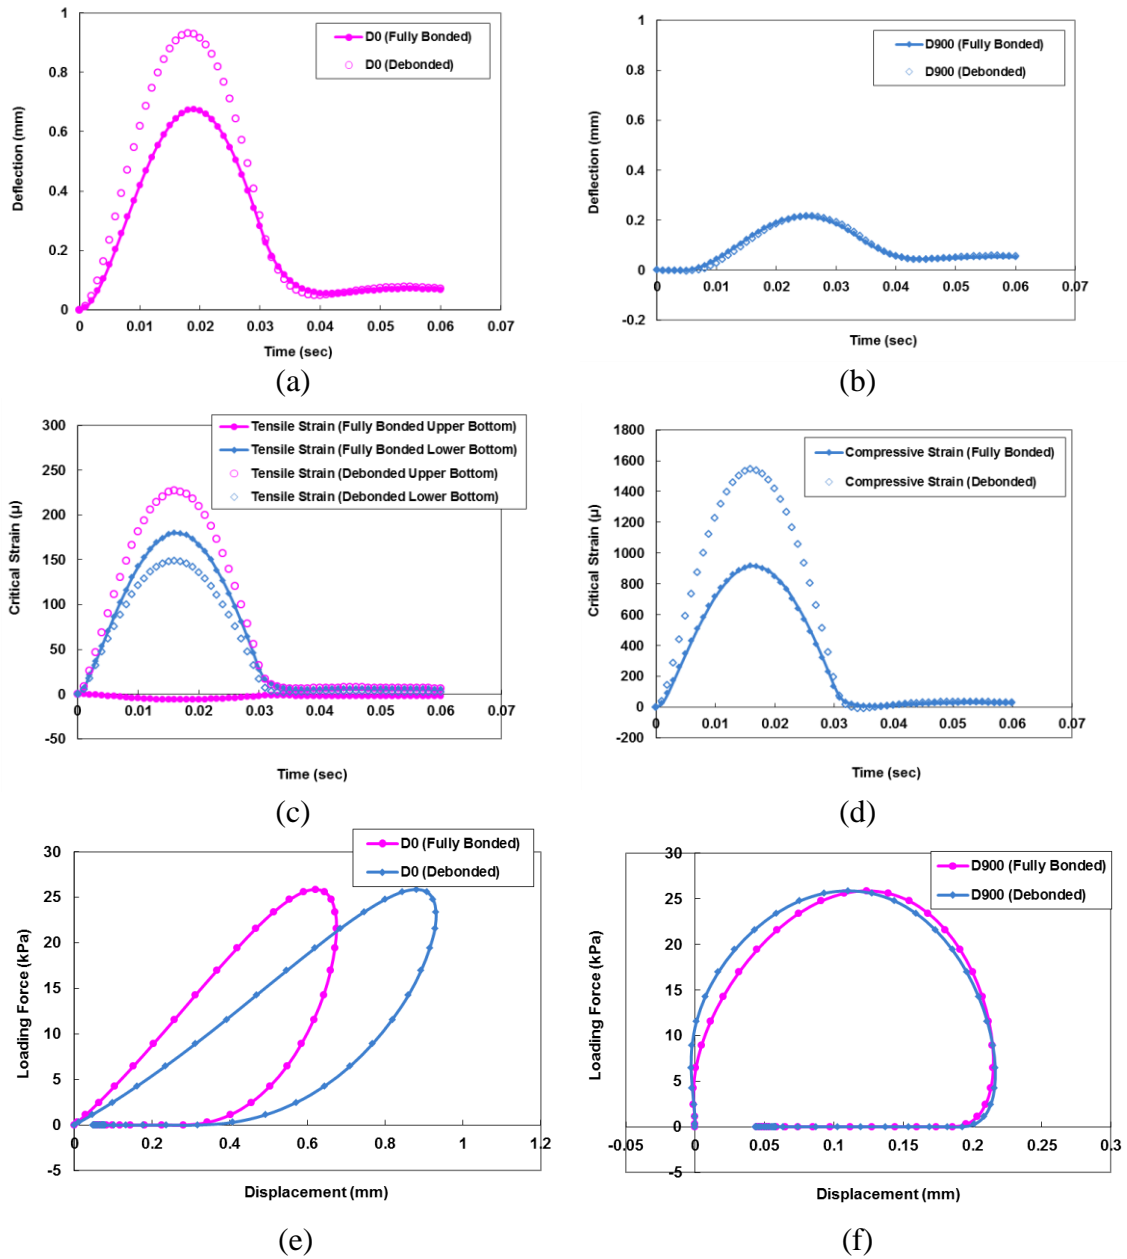 1
0.8
0.6
0.4
0.2
0
Deflection (mm)
D0 (Fully Bonded)
D0 (Debonded)
0 0.01 0.02 0.03 0.04 0.05 0.06 0.07
Time (sec)
(a)
1
0.8
0.6
0.4
0.2
0
-0.2
Deflection (mm)
D900 (Fully Bonded)
D900 (Debonded)
0 0.01 0.02 0.03 0.04 0.05 0.06 0.07
Time (sec)
(b)
300
250
200
150
100
50
0
-50
Critical Strain (μ)
Tensile Strain (Fully Bonded Upper Bottom)
Tensile Strain (Fully Bonded Lower Bottom)
Tensile Strain (Debonded Upper Bottom)
Tensile Strain (Debonded Lower Bottom)
0 0.01 0.02 0.03 0.04 0.05 0.06 0.07
Time (sec)
(c)
1800
1600
1400
1200
1000
800
600
400
200
0
-200
Critical Strain (μ)
Compressive Strain (Fully Bonded)
Compressive Strain (Debonded)
0 0.01 0.02 0.03 0.04 0.05 0.06 0.07
Time (sec)
(d)
30
25
20
15
10
5
0
-5
Loading Force (kPa)
D0 (Fully Bonded)
D0 (Debonded)
0 0.2 0.4 0.6 0.8 1 1.2
Displacement (mm)
(e)
30
25
20
15
10
5
0
-5
Loading Force (kPa)
D900 (Fully Bonded)
D900 (Debonded)
-0.05 0 0.05 0.1 0.15 0.2 0.25 0.3
Displacement (mm)
(f)